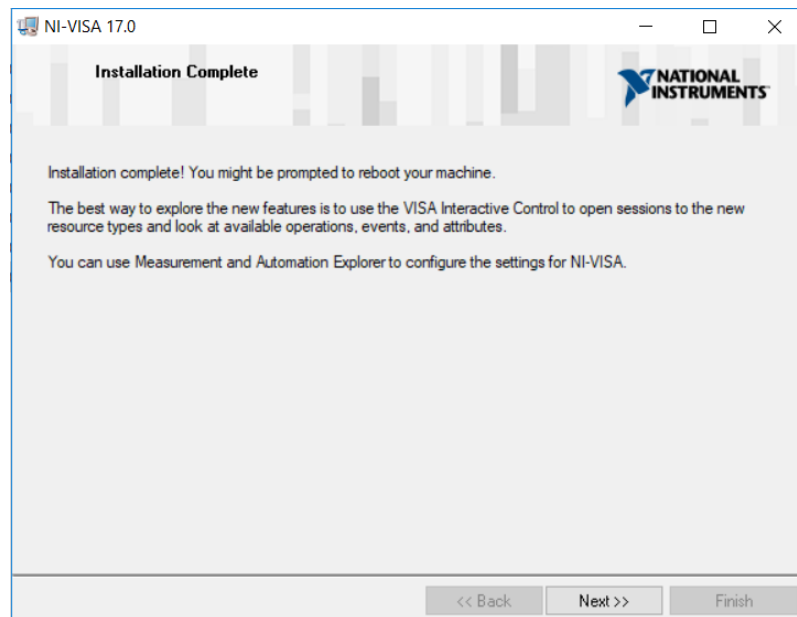 NI-VISA 17.0
Installation Complete
NATIONAL
INSTRUMENTS
Installation complete! You might be prompted to reboot your machine.
The best way to explore the new features is to use the VISA Interactive Control to open sessions to the new
resource types and look at available operations, events, and attributes.
You can use Measurement and Automation Explorer to configure the settings for NI-VISA.
<< Back
Next >>
Finish